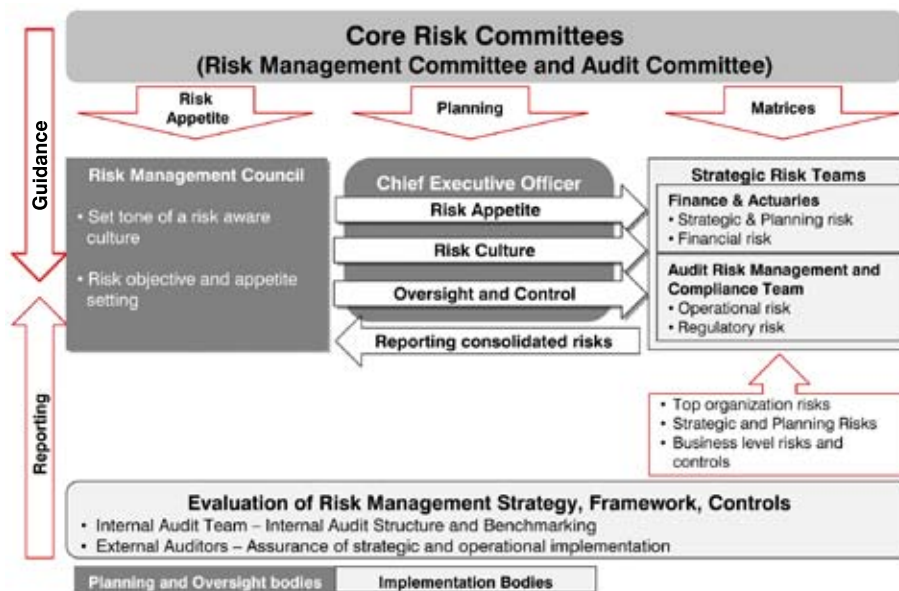 Core Risk Committees
(Risk Management Committee and Audit Committee)
Risk
Appetite
Planning
Matrices
Guidance
Reporting
Risk Management Council
• Set tone of a risk aware
culture
• Risk objective and appetite
setting
Chief Executive Officer
Risk Appetite
Risk Culture
Oversight and Control
Reporting consolidated risks
Strategic Risk Teams
Finance & Actuaries
• Strategic & Planning risk
• Financial risk
Audit Risk Management and
Compliance Team
• Operational risk
• Regulatory risk
• Top organization risks
• Strategic and Planning Risks
• Business level risks and
controls
Evaluation of Risk Management Strategy, Framework, Controls
• Internal Audit Team – Internal Audit Structure and Benchmarking
• External Auditors – Assurance of strategic and operational implementation
Planning and Oversight bodies
Implementation Bodies